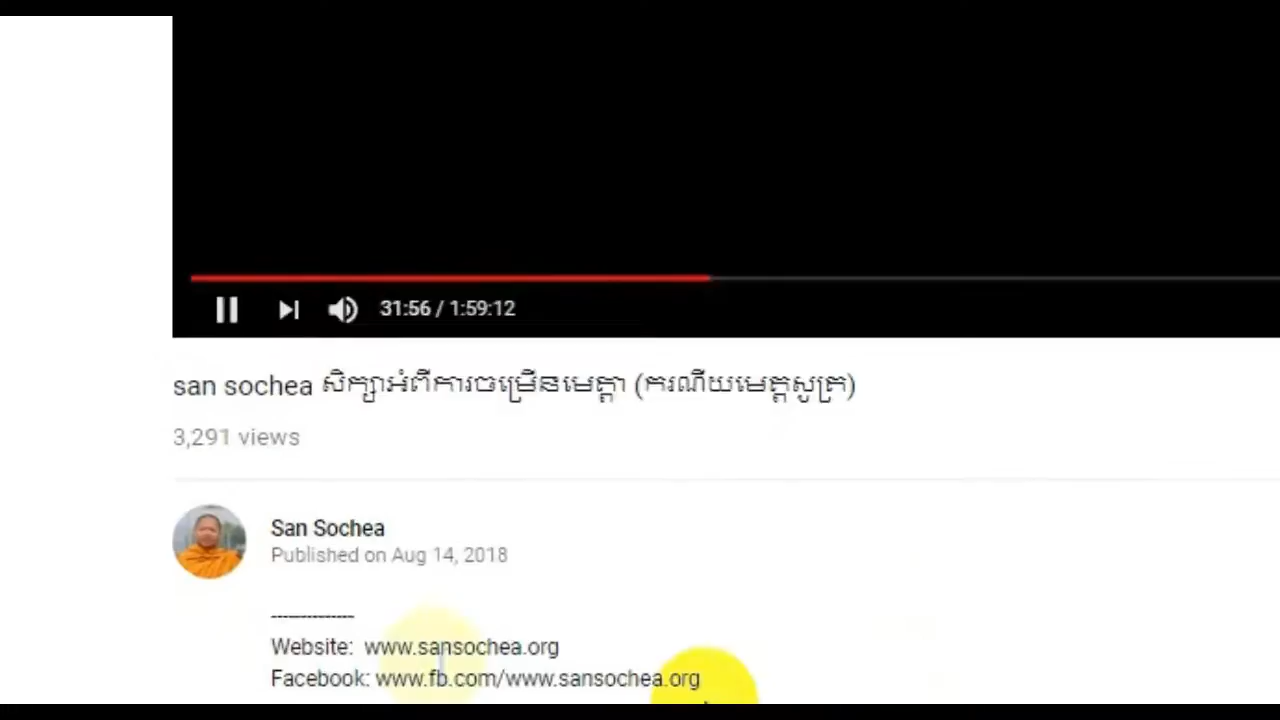 31:56 / 1:59:12
san sochea សិក្សាអំពីការចម្រើនមេត្តា (ករណីយមេត្តសូត្រ)
3,291 views
San Sochea
Published on Aug 14, 2018
-------------
Website: www.sansochea.org
Facebook: www.fb.com/www.sansochea.org